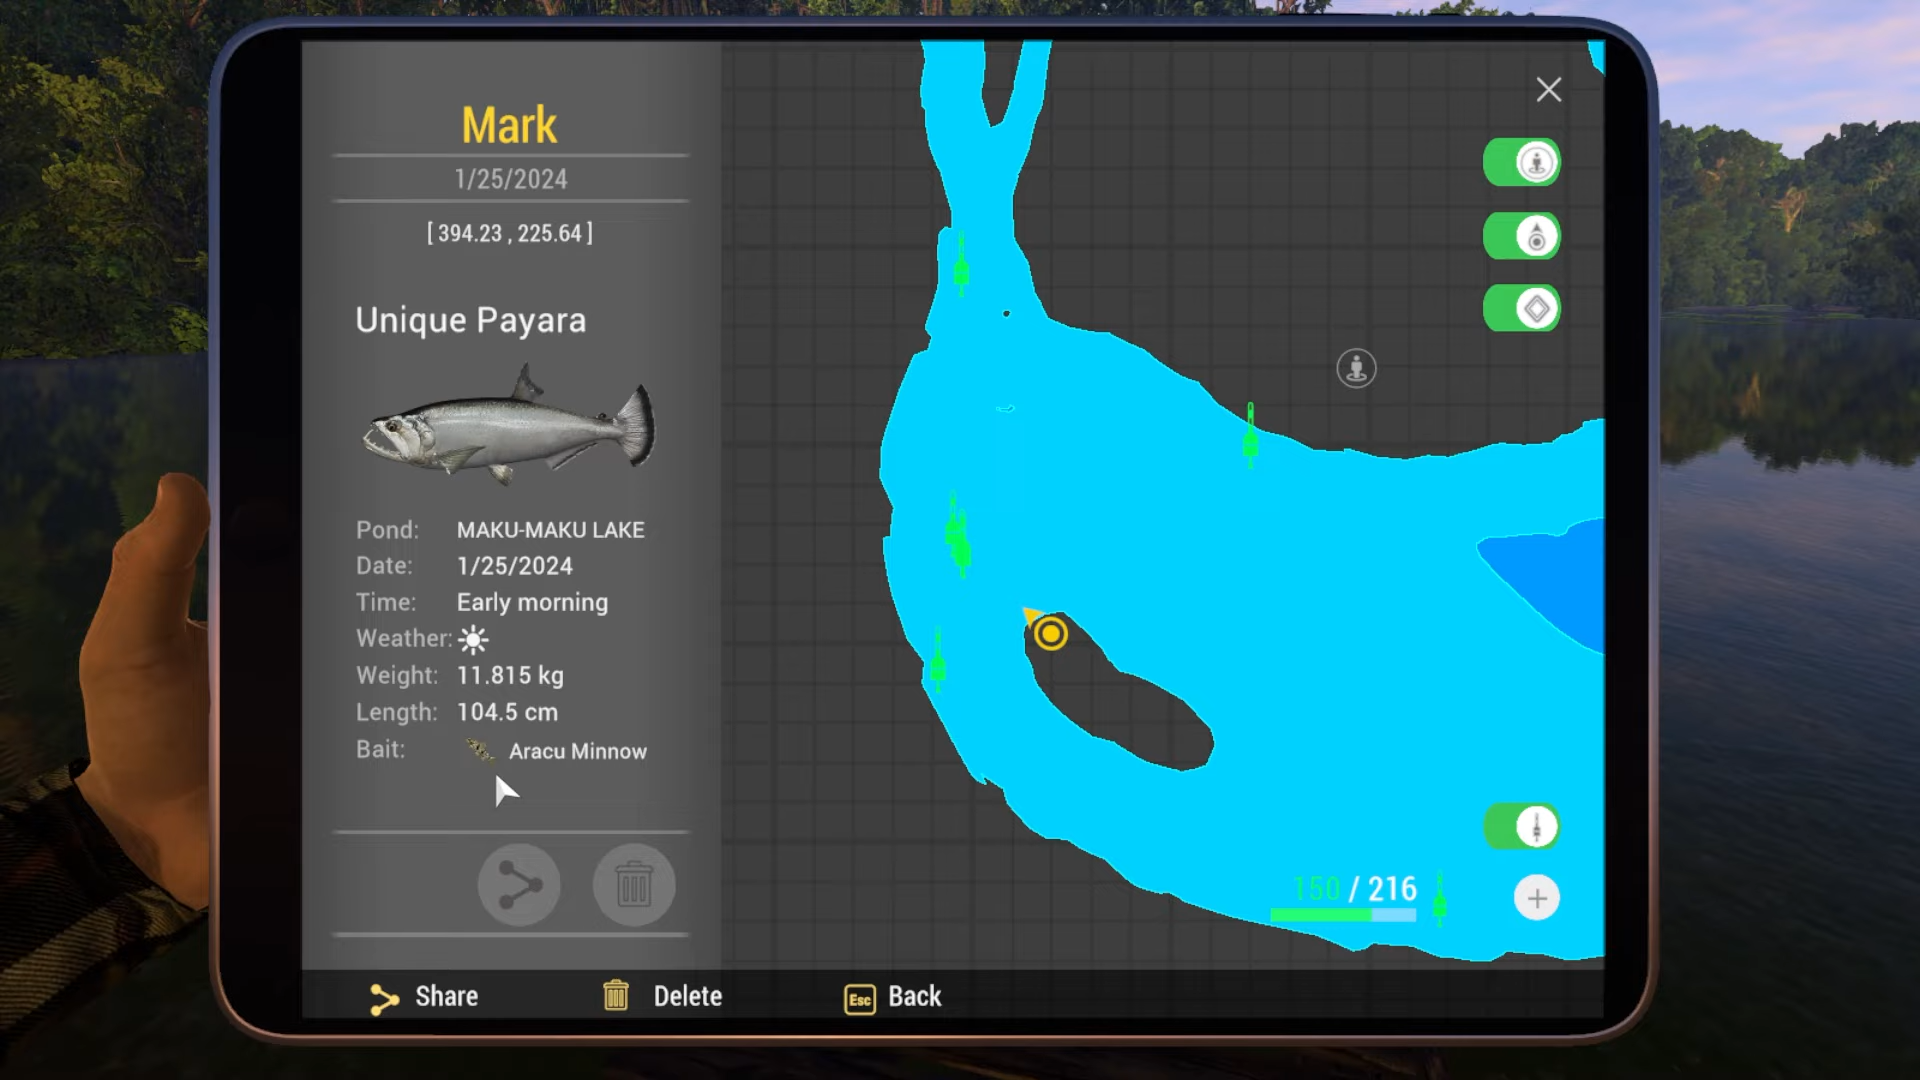 Mark
1/25/2024
[ 394.23 , 225.64 ]
Unique Payara
Pond: MAKU-MAKU LAKE
Date: 1/25/2024
Time: Early morning
Weather:
Weight: 11.815 kg
Length: 104.5 cm
Bait: Aracu Minnow
150 / 216
Share
Delete
Esc Back